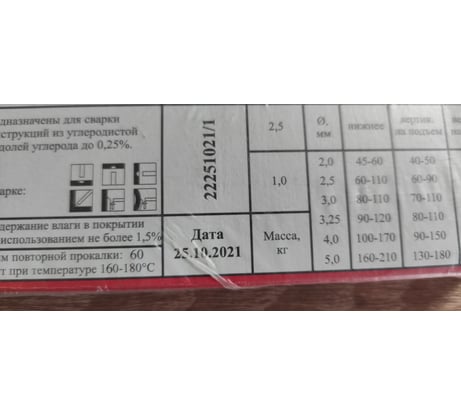 дназначены для сварки
струкций из углеродистой
долей углерода до 0,25%.
арке:
держание влаги в покрытии
использованием не более 1,5%
м повторной прокалки: 60
т при температуре 160-180°C
22251021/1
Дата
25.10.2021
2,5
1,0
Масса,
кг
Ø, мм нижнее вертик. на подъем
2,0 45-60 40-50
2,5 60-110 60-90
3,0 80-110 70-110
3,25 90-120 80-110
4,0 100-170 90-150
5,0 160-210 130-180